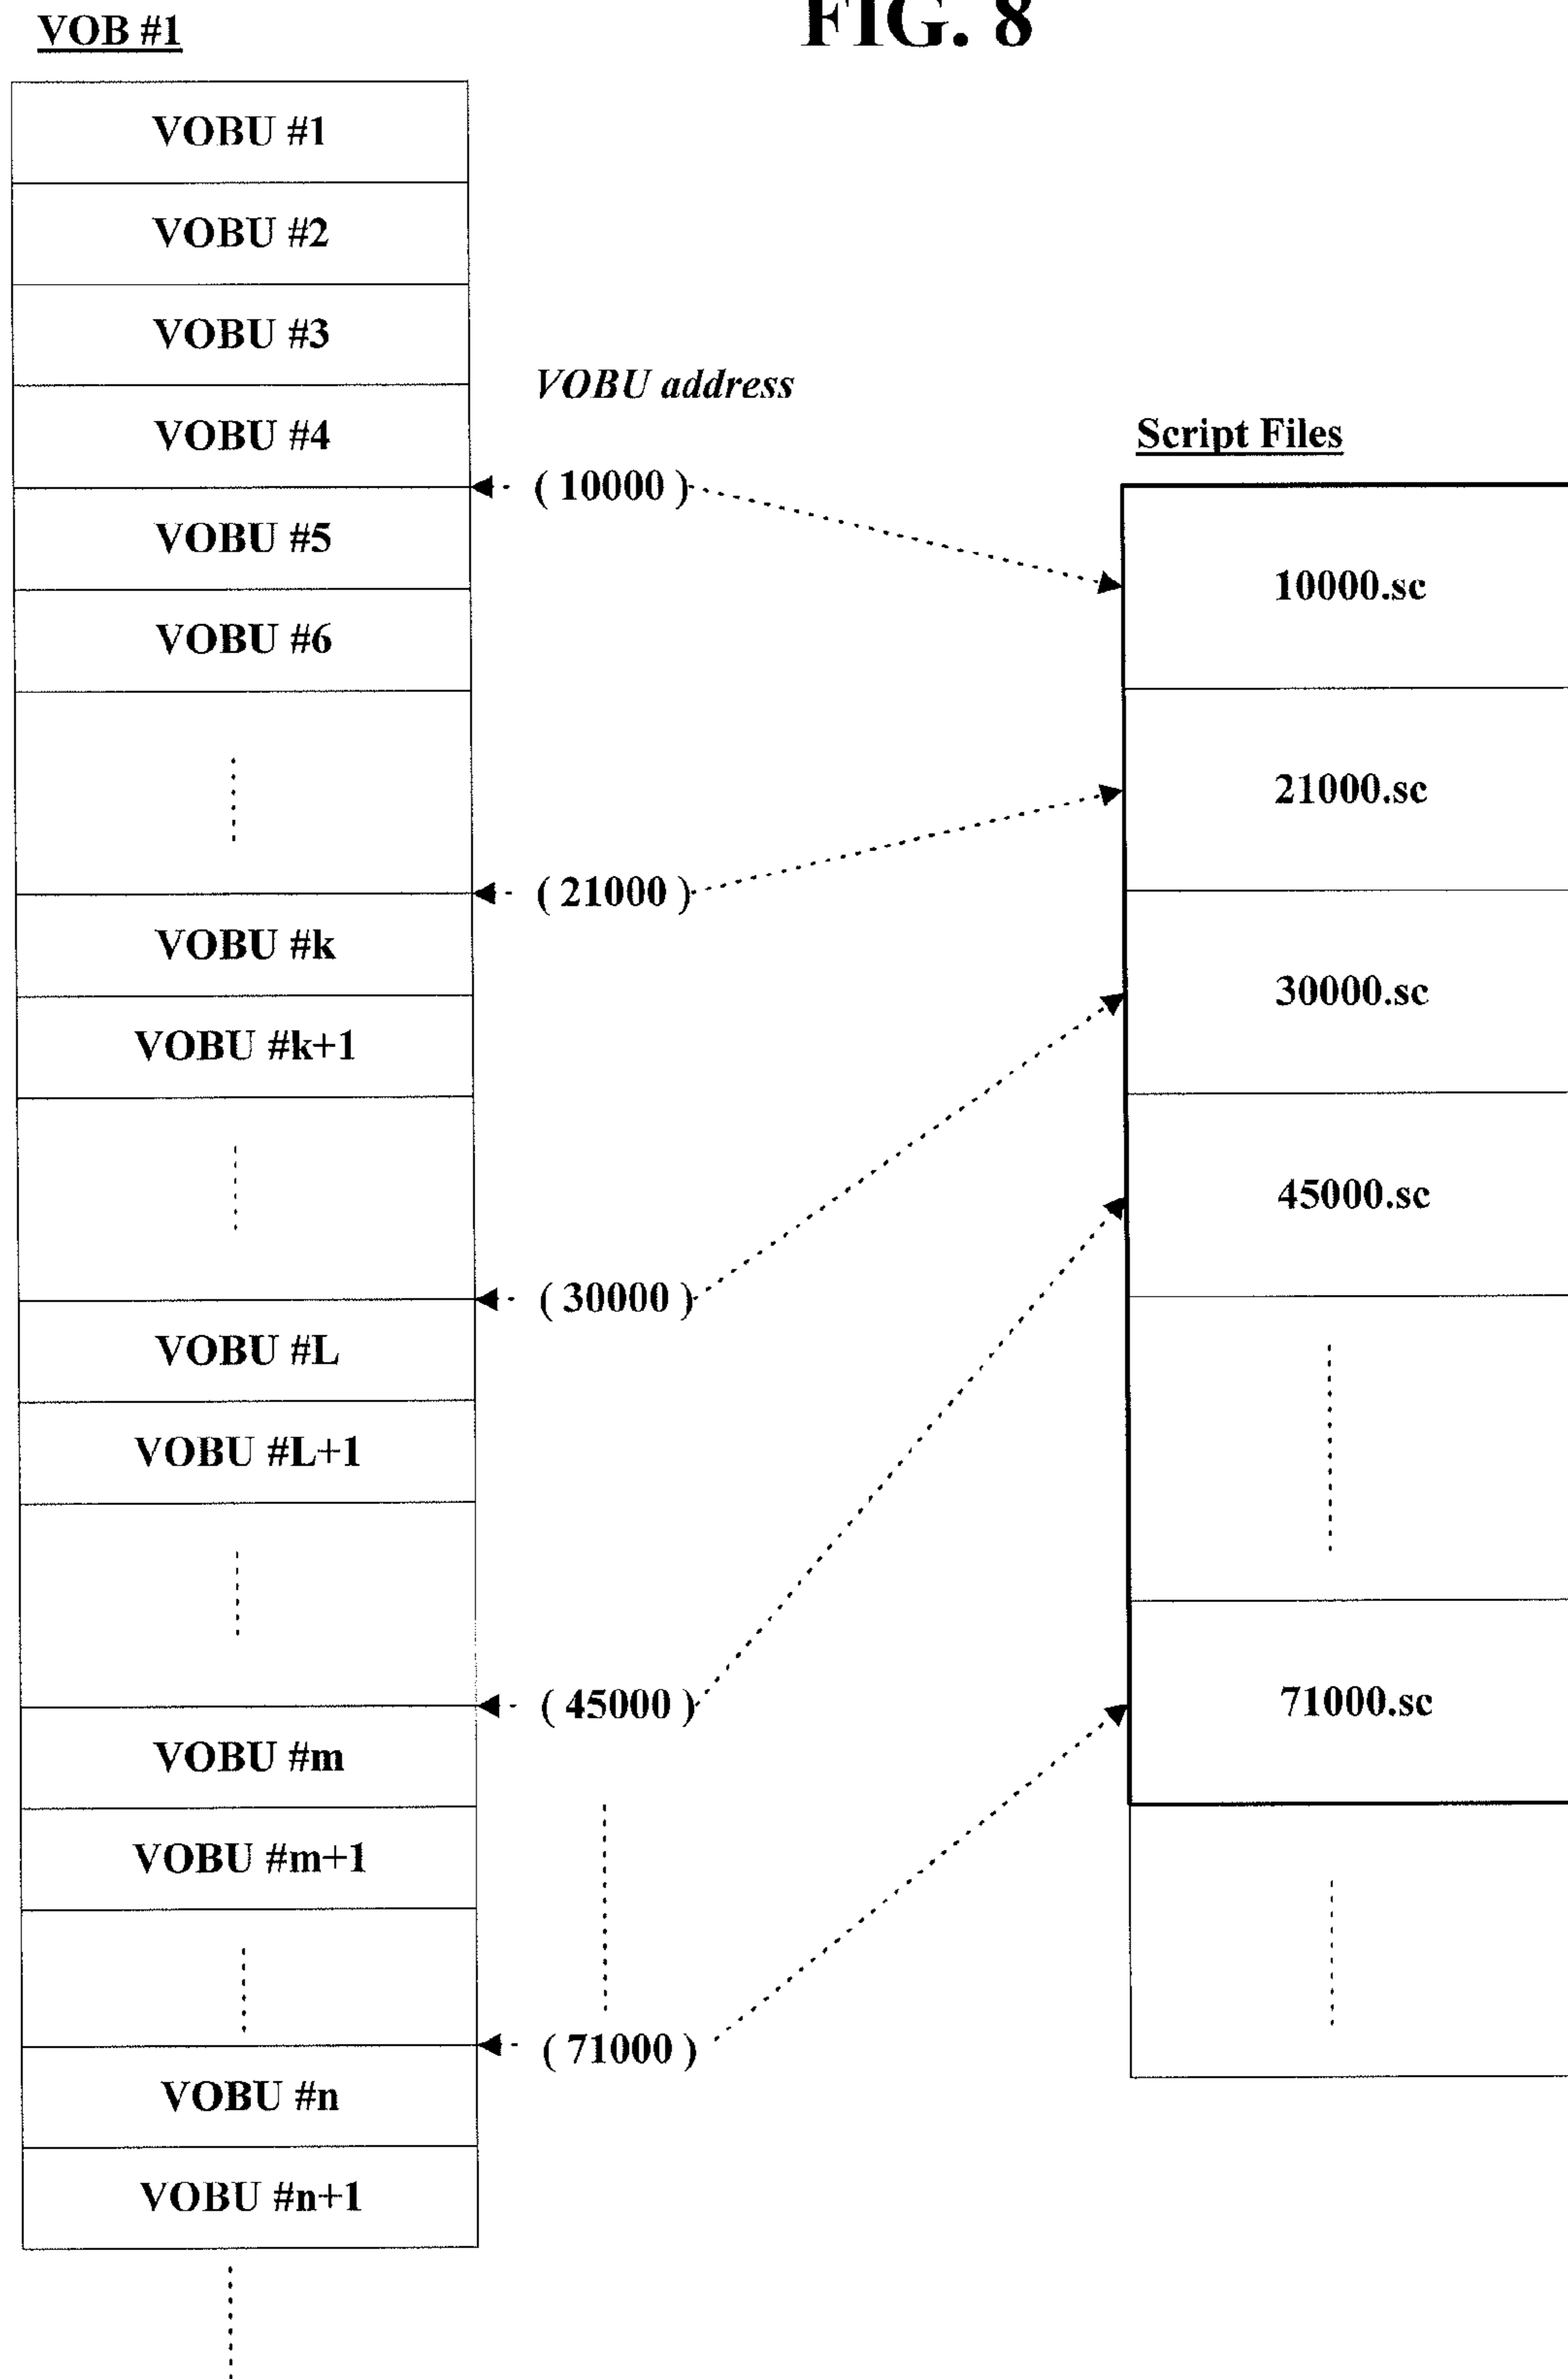 FIG. 8
VOB #1
VOBU #1
VOBU #2
VOBU #3
VOBU #4
VOBU #5
VOBU #6
VOBU #k
VOBU #k+1
VOBU #L
VOBU #L+1
VOBU #m
VOBU #m+1
VOBU #n
VOBU #n+1
VOBU address
( 10000 )
( 21000 )
( 30000 )
( 45000 )
( 71000 )
Script Files
10000.sc
21000.sc
30000.sc
45000.sc
71000.sc